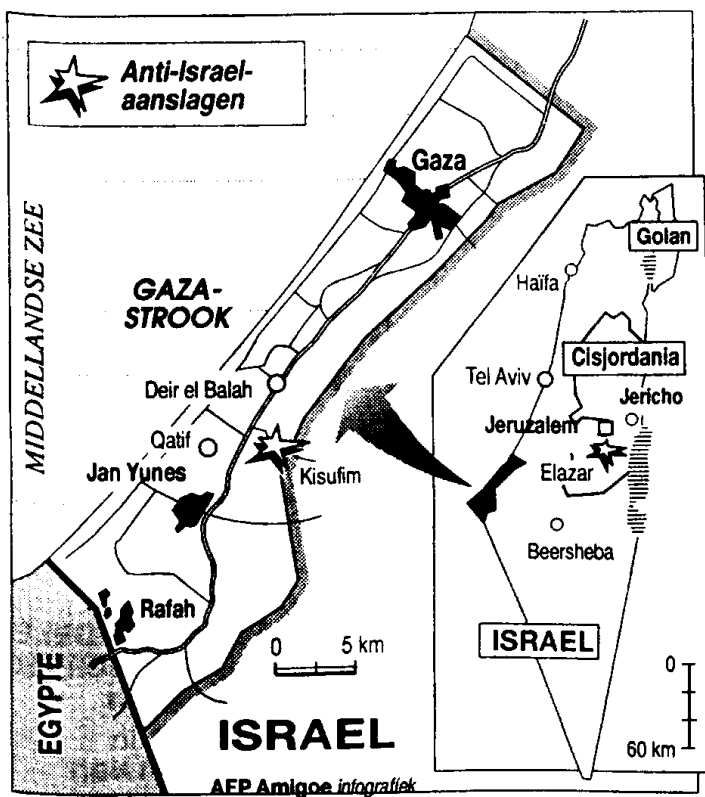 Anti-Israel-
aanslagen
MIDDELLANDSE ZEE
Gaza
GAZA-
STROOK
Deir el Balah
Qatif
Jan Yunes
Kisufim
Rafah
EGYPTE
0 5 km
ISRAEL
AFP Amigoe infografiek
Golan
Haïfa
Cisjordania
Tel Aviv
Jericho
Jeruzalem
Elazar
Beersheba
ISRAEL
0
60 km